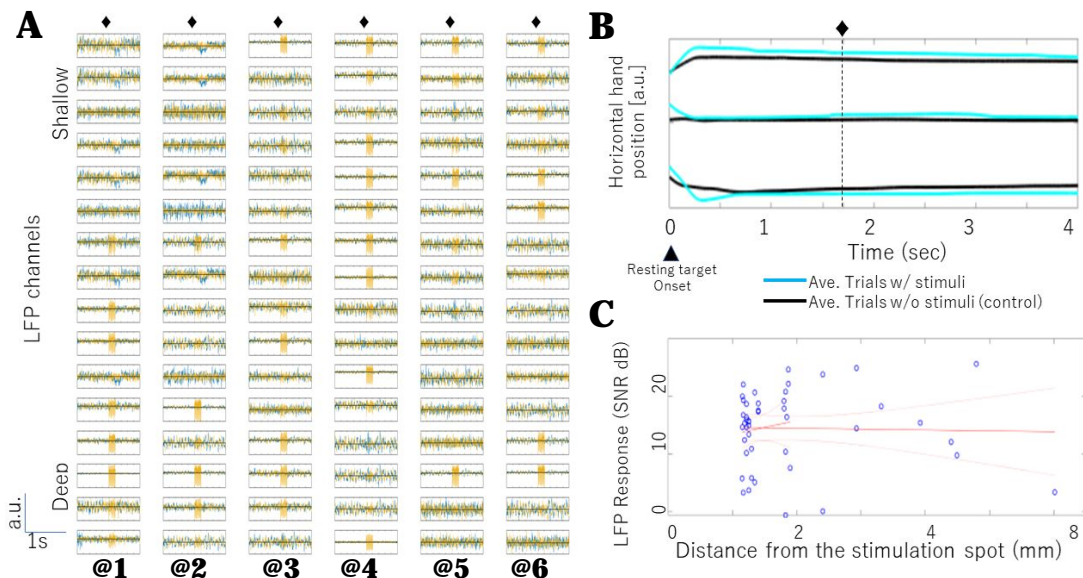 A
Shallow
LFP channels
Deep
a.u.
1s
@1 @2 @3 @4 @5 @6
B
Horizontal hand
position [a.u.]
0 1 2 3 4
Time (sec)
Resting target
Onset
Ave. Trials w/ stimuli
Ave. Trials w/o stimuli (control)
C
LFP Response (SNR dB)
20
10
0
0 2 4 6 8
Distance from the stimulation spot (mm)